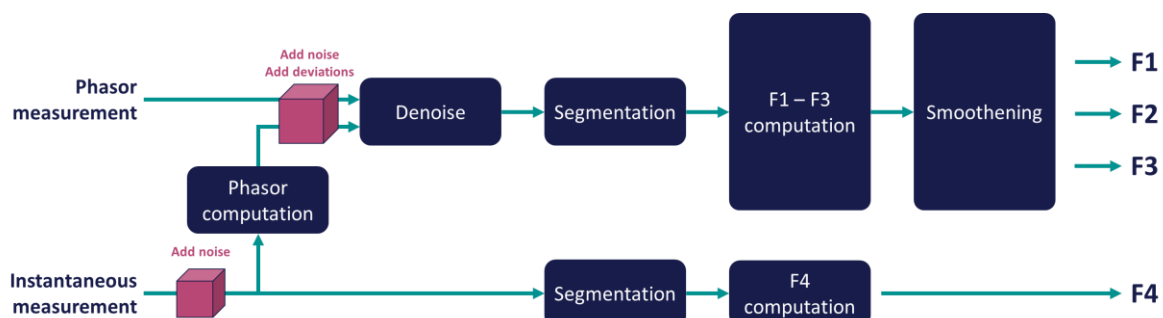 Add noise
Add deviations
Phasor
measurement
Denoise
Segmentation
F1 – F3
computation
Smoothening
F1
F2
F3
Phasor
computation
Add noise
Instantaneous
measurement
Segmentation
F4
computation
F4